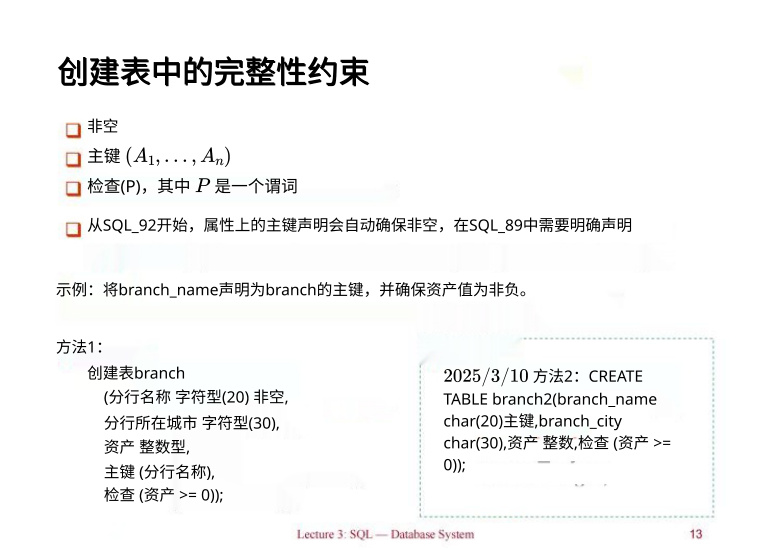 创建表中的完整性约束
非空
主键 (A₁, . . . , Aₙ)
检查(P)，其中 P 是一个谓词
从SQL_92开始，属性上的主键声明会自动确保非空，在SQL_89中需要明确声明
示例：将branch_name声明为branch的主键，并确保资产值为非负。
方法1：
创建表branch
(分行名称 字符型(20) 非空,
分行所在城市 字符型(30),
资产 整数型,
主键 (分行名称),
检查 (资产 >= 0));
2025/3/10 方法2：CREATE
TABLE branch2(branch_name
char(20)主键,branch_city
char(30),资产 整数,检查 (资产 >=
0));
Lecture 3: SQL — Database System
13